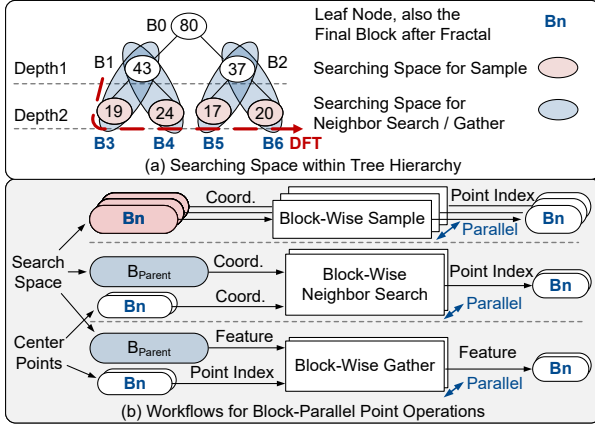 B0 80
Leaf Node, also the
Final Block after Fractal
Bn
B1 43 37 B2
Depth1
Searching Space for Sample
Depth2
19 24 17 20
Searching Space for
Neighbor Search / Gather
B3 B4 B5 B6 DFT
(a) Searching Space within Tree Hierarchy
Bn
Coord.
Block-Wise Sample
Point Index
Parallel
Bn
Search
Space
BParent
Coord.
Bn
Coord.
Block-Wise
Neighbor Search
Point Index
Parallel
Bn
Center
Points
BParent
Feature
Bn
Point Index
Block-Wise Gather
Feature
Parallel
Bn
(b) Workflows for Block-Parallel Point Operations